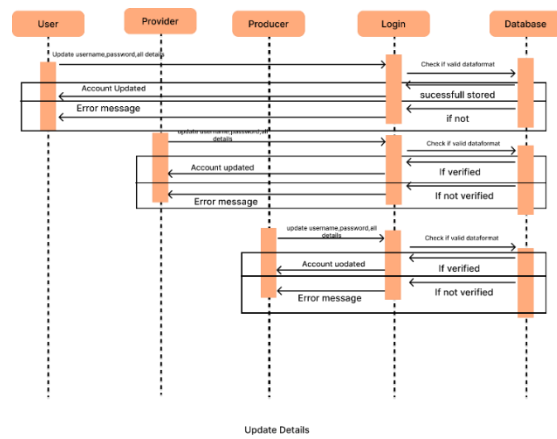 User
Provider
Producer
Login
Database
Update username,password,all details
Check if valid dataformat
Account Updated
sucessfull stored
Error message
if not
update username,password,all
details
Check if valid dataformat
Account updated
If verified
Error message
If not verified
update username,password,all
details
Check if valid dataformat
Account uodated
If verified
Error message
If not verified
Update Details